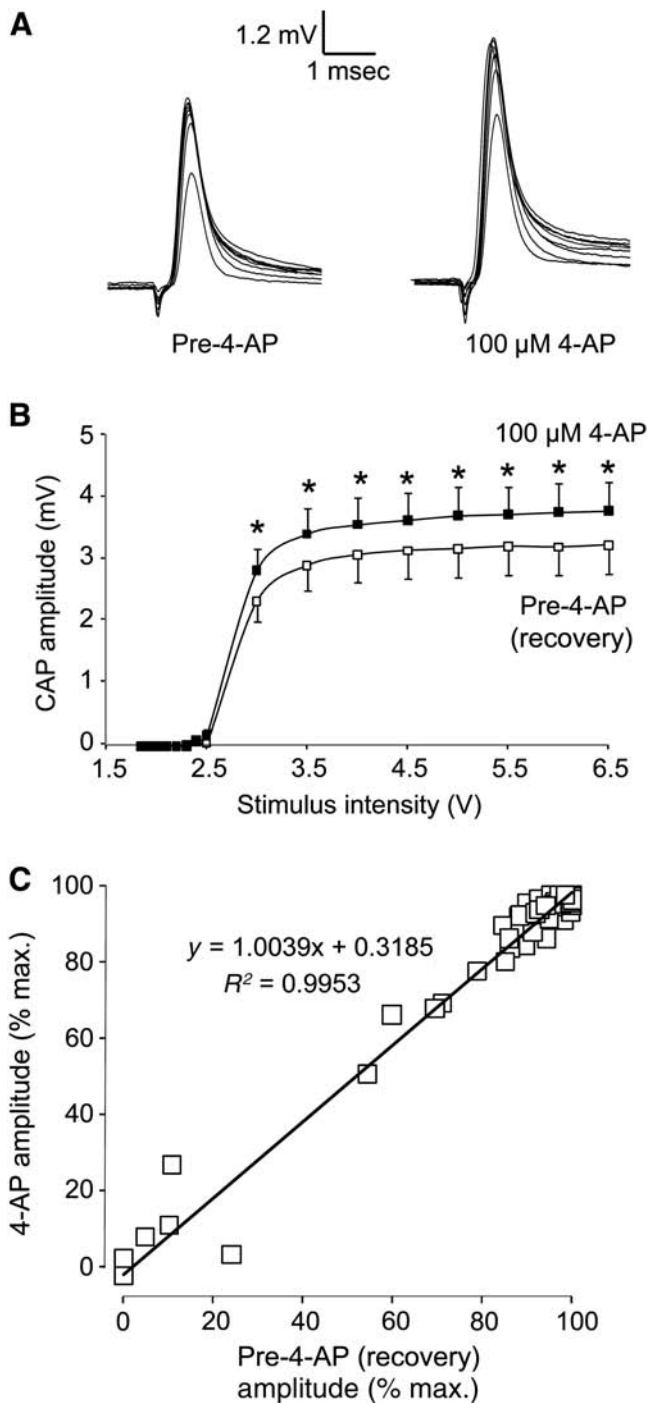 A
1.2 mV
1 msec
Pre-4-AP
100 µM 4-AP
B
CAP amplitude (mV)
5
4
3
2
1
0
100 µM 4-AP
* * * * * * * *
Pre-4-AP
(recovery)
1.5 2.5 3.5 4.5 5.5 6.5
Stimulus intensity (V)
C
4-AP amplitude (% max.)
100
80
60
40
20
0
y = 1.0039x + 0.3185
R² = 0.9953
0 20 40 60 80 100
Pre-4-AP (recovery)
amplitude (% max.)